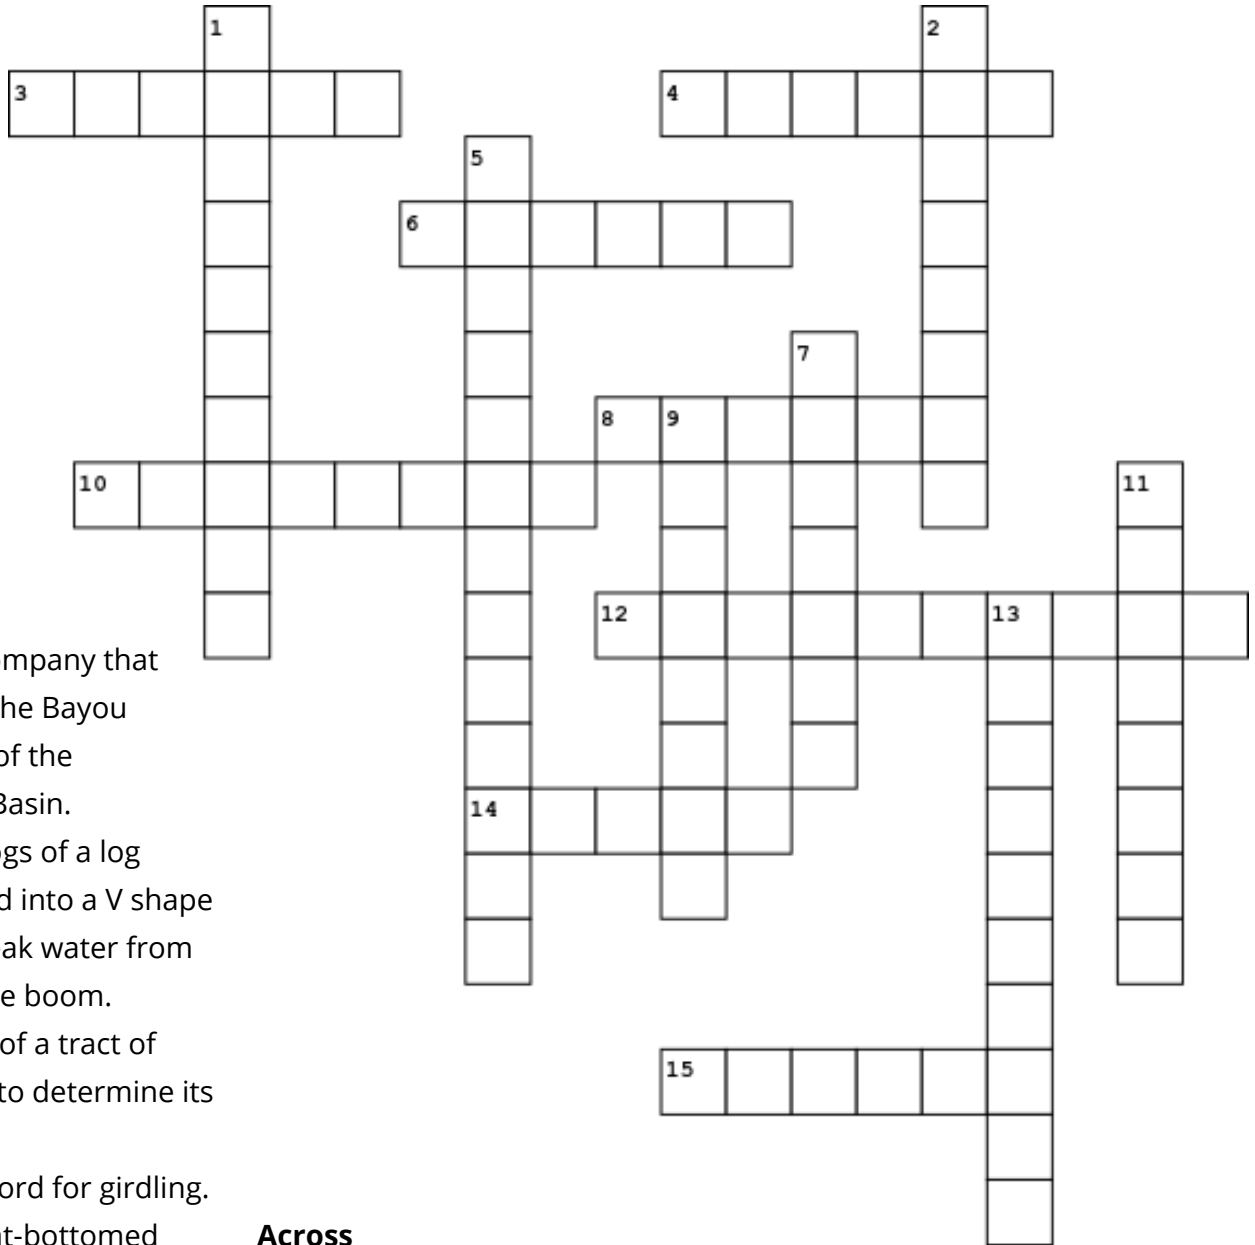 1 2
3 4
5
6
7
8 9
10 11
12 13
mpany that
he Bayou
of the
Basin.
ogs of a log
14
d into a V shape
ak water from
e boom.
of a tract of
15
to determine its
ord for girdling.
t-bottomed
Across